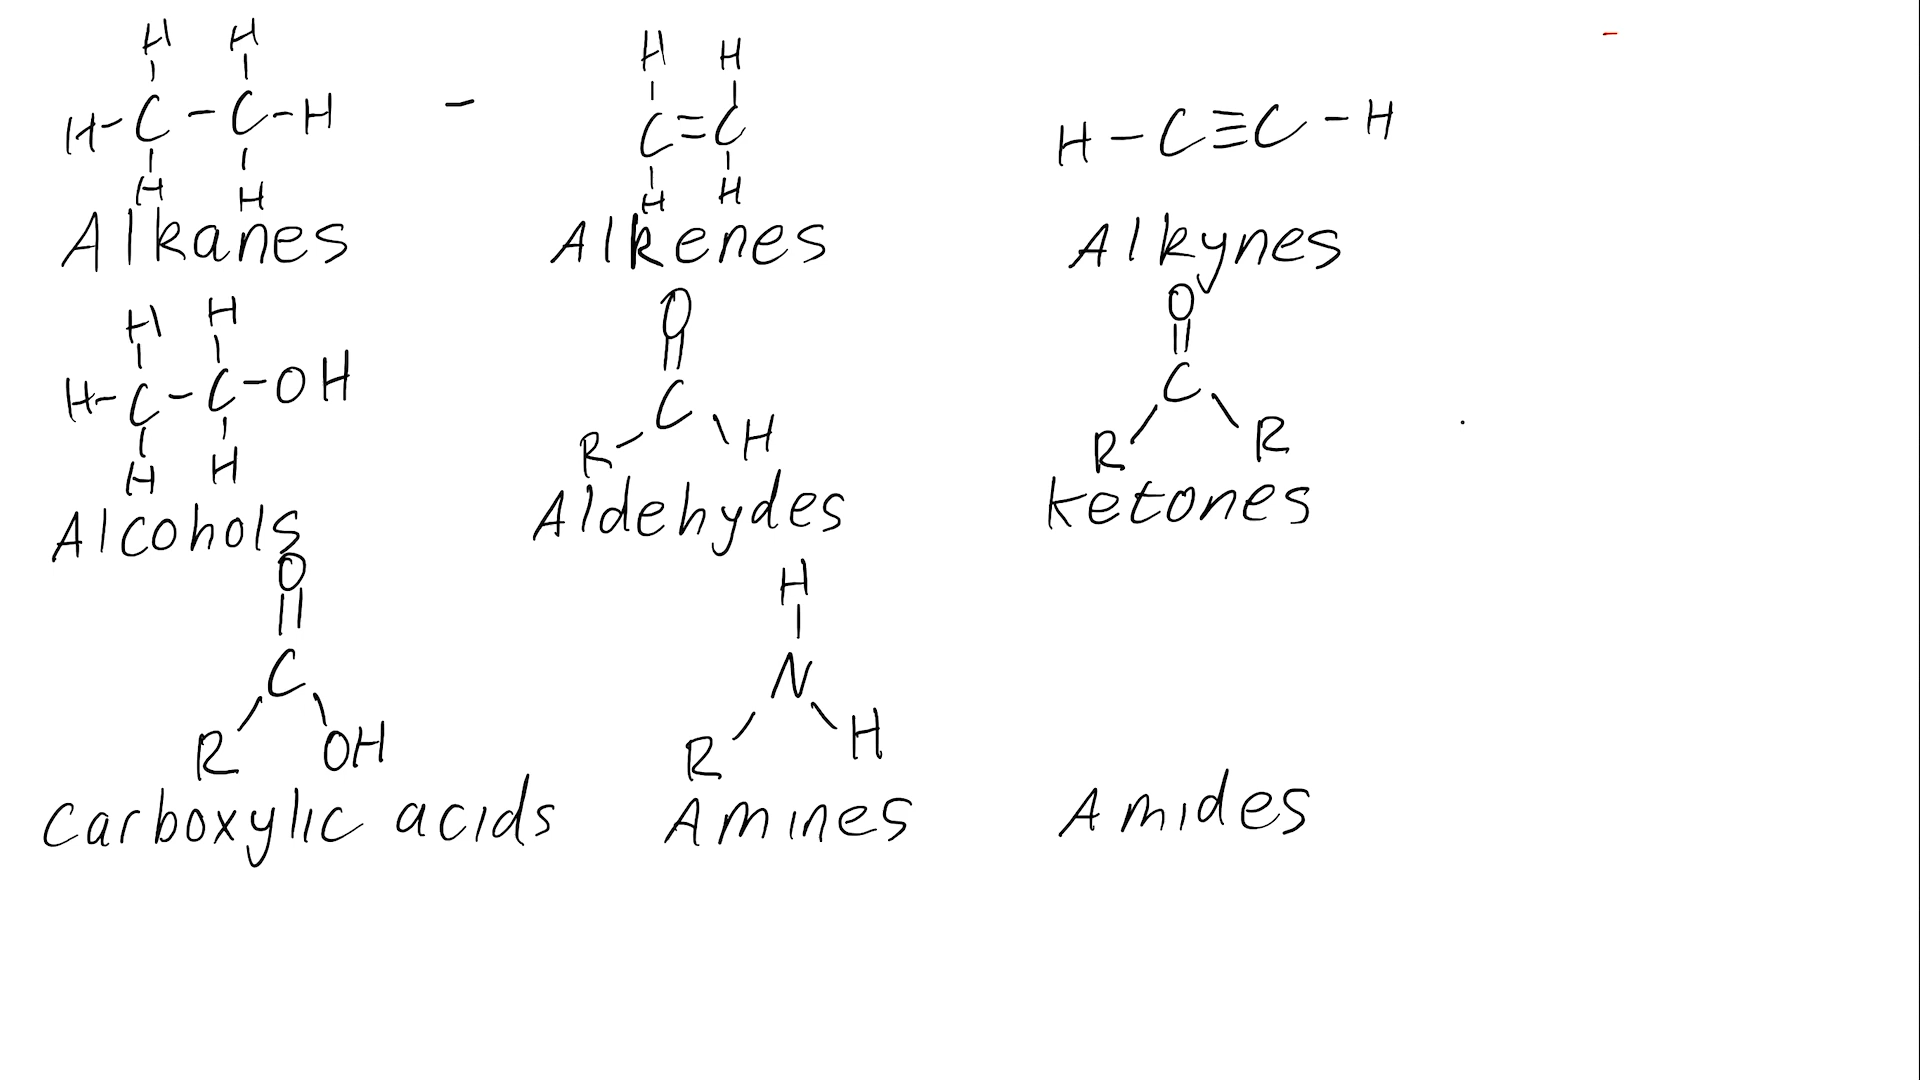 H H H H
H-C-C-H - C=C H-C≡C-H
H H H H
Alkanes Alkenes Alkynes
H H O O
H-C-C-OH C C
H H R H R R
Alcohols Aldehydes ketones
O H
C N
R OH R H
carboxylic acids Amines Amides